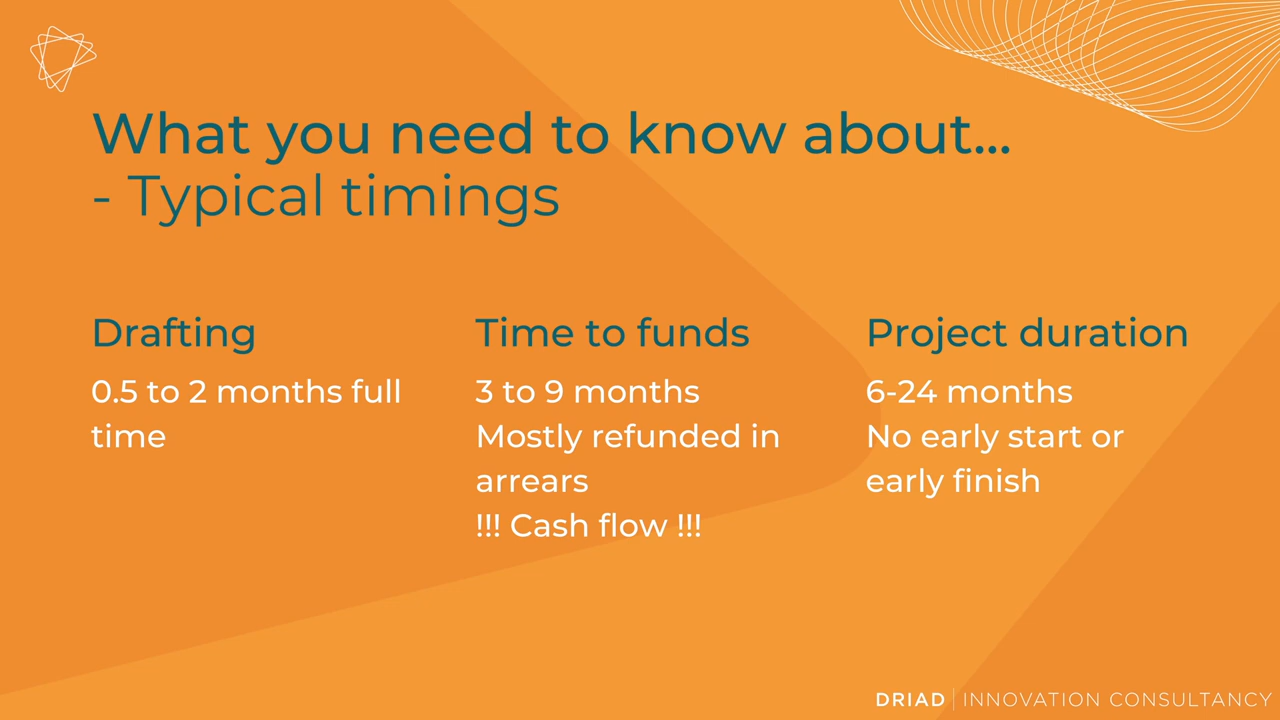 What you need to know about...
- Typical timings
Drafting
0.5 to 2 months full
time
Time to funds
3 to 9 months
Mostly refunded in
arrears
!!! Cash flow !!!
Project duration
6-24 months
No early start or
early finish
DRIAD | INNOVATION CONSULTANCY